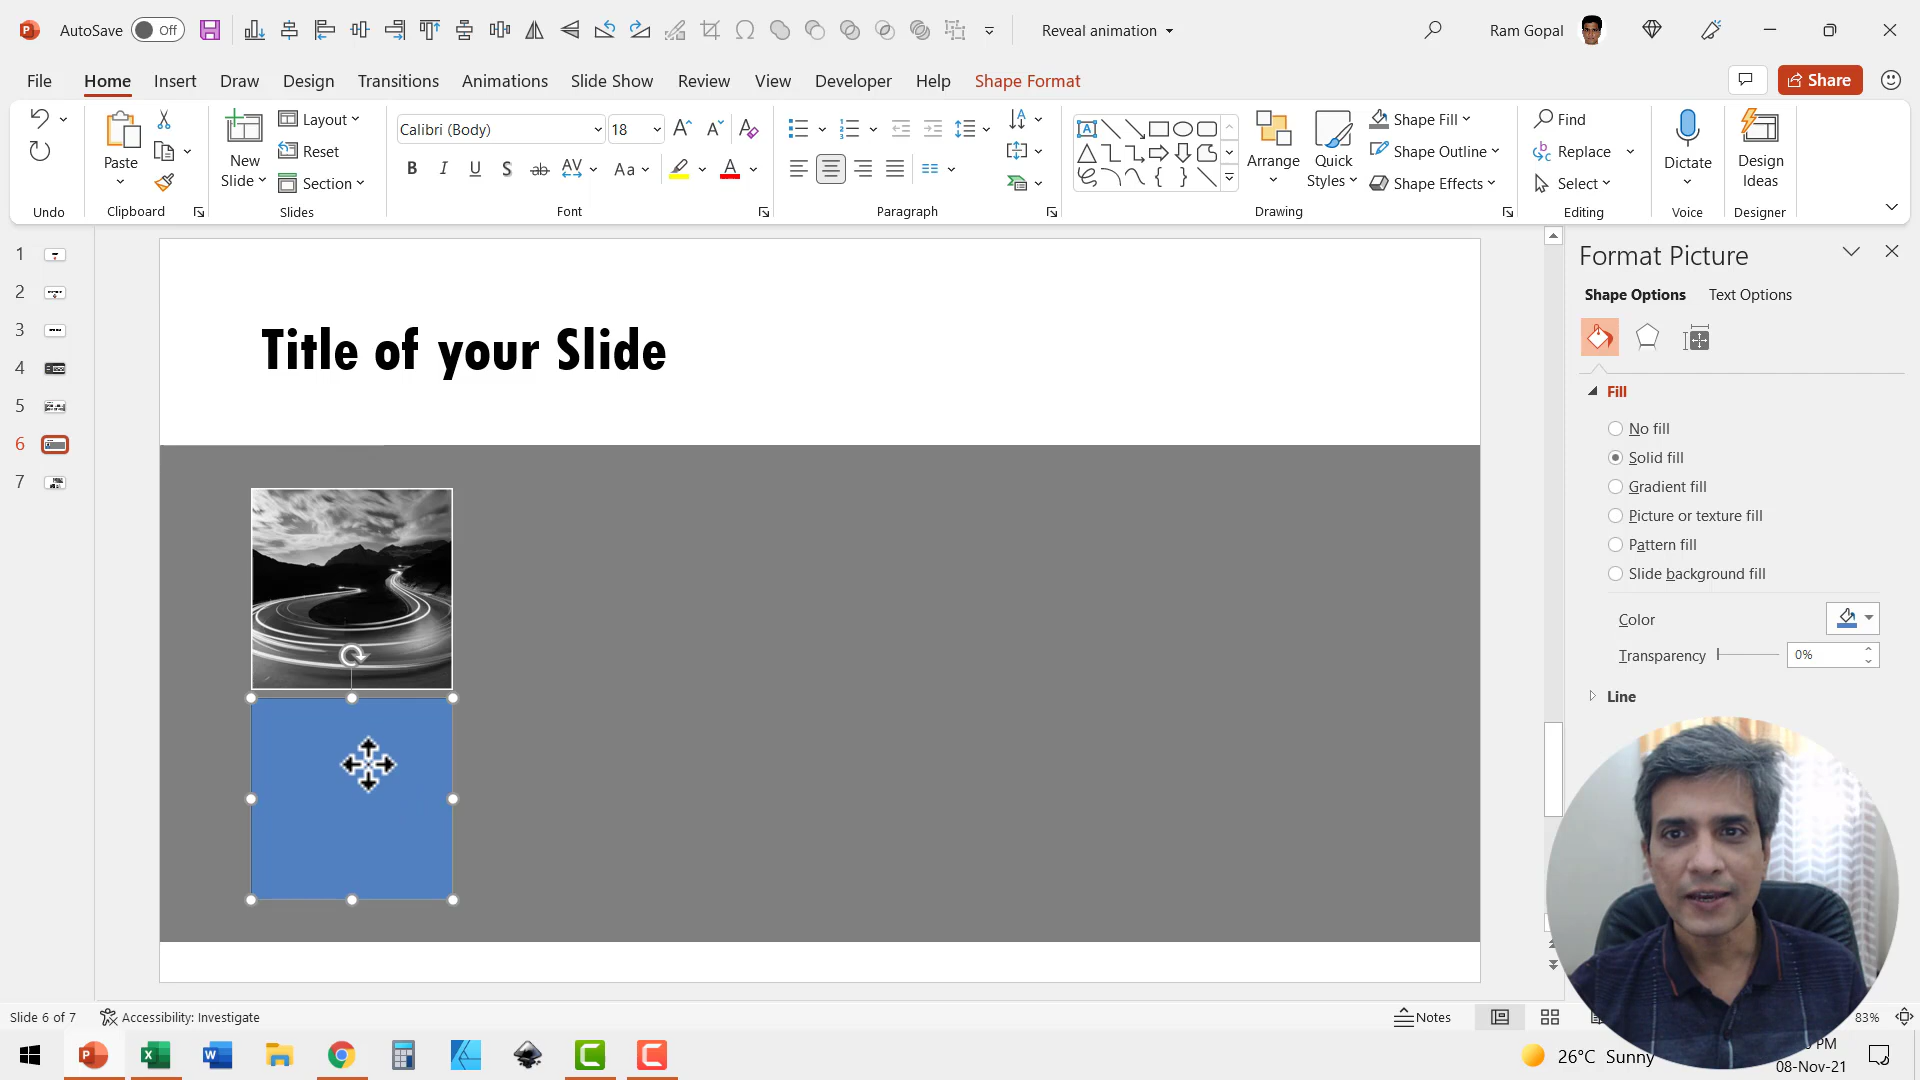 AutoSave Off
Reveal animation
Ram Gopal
File Home Insert Draw Design Transitions Animations Slide Show Review View Developer Help Shape Format
Share
Paste
New
Slide
Layout
Reset
Section
Calibri (Body) 18
B I U S ab AV Aa A
Arrange
Quick
Styles
Shape Fill
Shape Outline
Shape Effects
Find
Replace
Select
Dictate
Design
Ideas
Undo Clipboard Slides Font Paragraph Drawing Editing Voice Designer
1
2
3
4
5
6
7
Title of your Slide
Format Picture
Shape Options Text Options
Fill
No fill
Solid fill
Gradient fill
Picture or texture fill
Pattern fill
Slide background fill
Color
Transparency 0%
Line
Slide 6 of 7 Accessibility: Investigate Notes 83%
26°C Sunny
PM
08-Nov-21